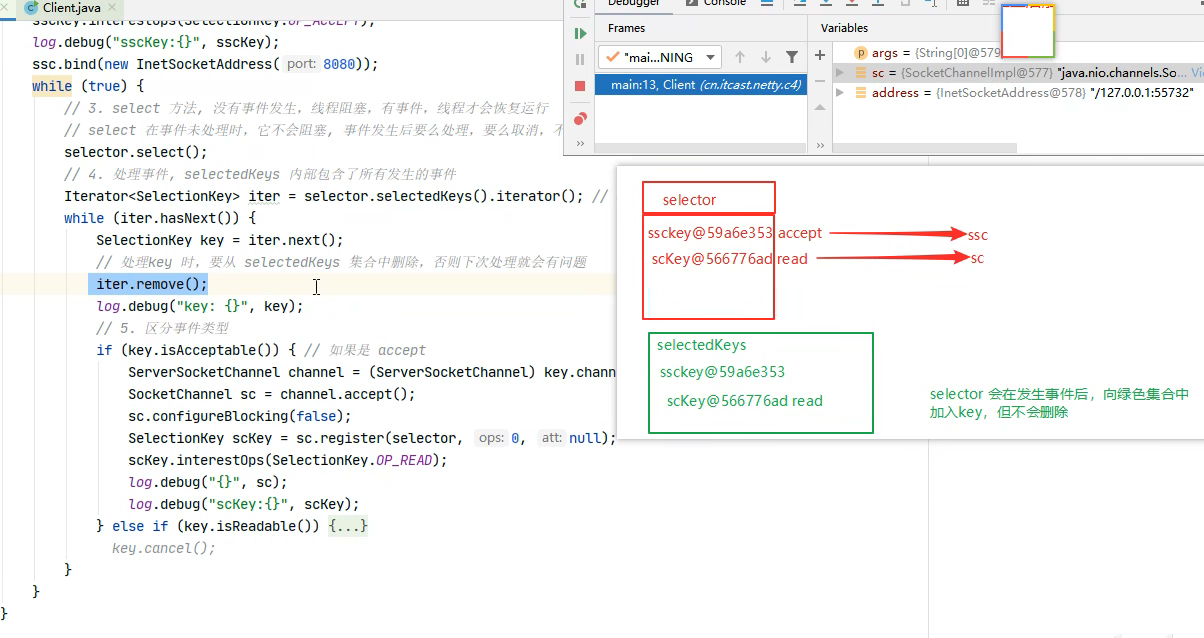 Client.java
sscKey.interestOps(SelectionKey.OP_ACCEPT);
log.debug("sscKey:{}", sscKey);
ssc.bind(new InetSocketAddress( port: 8080));
while (true) {
// 3. select 方法, 没有事件发生，线程阻塞，有事件，线程才会恢复运行
// select 在事件未处理时，它不会阻塞, 事件发生后要么处理，要么取消，不
selector.select();
// 4. 处理事件, selectedKeys 内部包含了所有发生的事件
Iterator<SelectionKey> iter = selector.selectedKeys().iterator(); //
while (iter.hasNext()) {
SelectionKey key = iter.next();
// 处理key 时，要从 selectedKeys 集合中删除，否则下次处理就会有问题
iter.remove();
log.debug("key: {}", key);
// 5. 区分事件类型
if (key.isAcceptable()) { // 如果是 accept
ServerSocketChannel channel = (ServerSocketChannel) key.chann
SocketChannel sc = channel.accept();
sc.configureBlocking(false);
SelectionKey scKey = sc.register(selector, ops: 0, att: null);
scKey.interestOps(SelectionKey.OP_READ);
log.debug("{}", sc);
log.debug("scKey:{}", scKey);
} else if (key.isReadable()) {...}
key.cancel();
}
}
}
Debugger Console
Frames
"mai...NING
main:13, Client (cn.itcast.netty.c4)
Variables
args = {String[0]@579
sc = {SocketChannelImpl@577} "java.nio.channels.So... Vi
address = {InetSocketAddress@578} "/127.0.0.1:55732"
selector
ssckey@59a6e353 accept
ssc
scKey@566776ad read
sc
selectedKeys
ssckey@59a6e353
scKey@566776ad read
selector 会在发生事件后，向绿色集合中
加入key，但不会删除